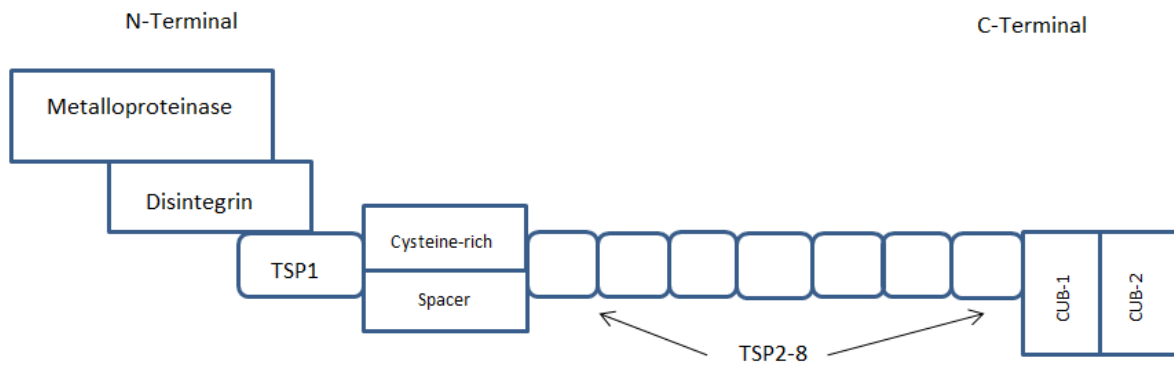 N-Terminal
C-Terminal
Metalloproteinase
Disintegrin
TSP1
Cysteine-rich
Spacer
CUB-1
CUB-2
TSP2-8